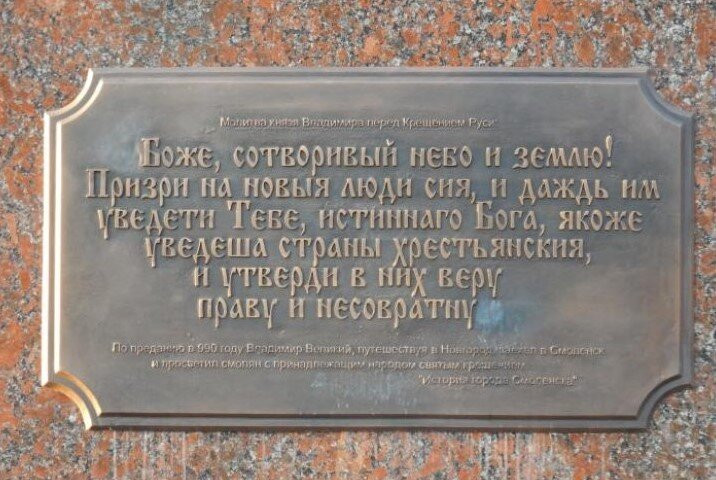 Молитва князя Владимира перед Крещением Руси:
Боже, сотворивый небо и землю!
Призри на новыя люди сия, и даждь им
уведети Тебе, истиннаго Бога, якоже
уведеша страны хрестьянския,
и утверди в них веру
праву и несовратну
По преданию в 990 году Владимир Великий, путешествуя в Новгород, заехал в Смоленск
и просветил смолян с принадлежащим народом святым крещением
"История города Смоленска"